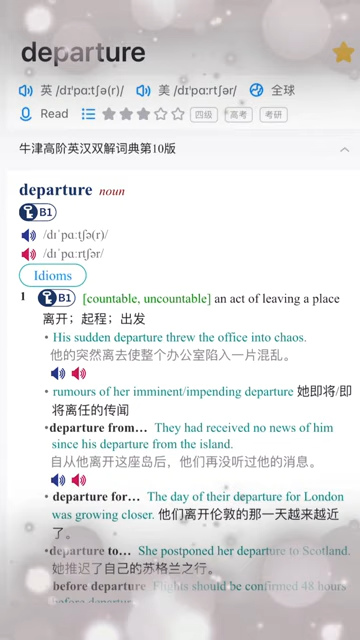 departure
英 /dɪˈpɑːtʃə(r)/ 美 /dɪˈpɑːrtʃər/ 全球
Read 四级 高考 考研
牛津高阶英汉双解词典第10版
departure noun
B1
/dɪˈpɑːtʃə(r)/
/dɪˈpɑːrtʃər/
Idioms
1 B1 [countable, uncountable] an act of leaving a place
离开；起程；出发
• His sudden departure threw the office into chaos.
他的突然离去使整个办公室陷入一片混乱。
• rumours of her imminent/impending departure 她即将/即
将离任的传闻
•departure from… They had received no news of him
since his departure from the island.
自从他离开这座岛后，他们再没听过他的消息。
• departure for… The day of their departure for London
was growing closer. 他们离开伦敦的那一天越来越近
了。
•departure to… She postponed her departure to Scotland.
她推迟了自己的苏格兰之行。
before departure Flights should be confirmed 48 hours
before departure